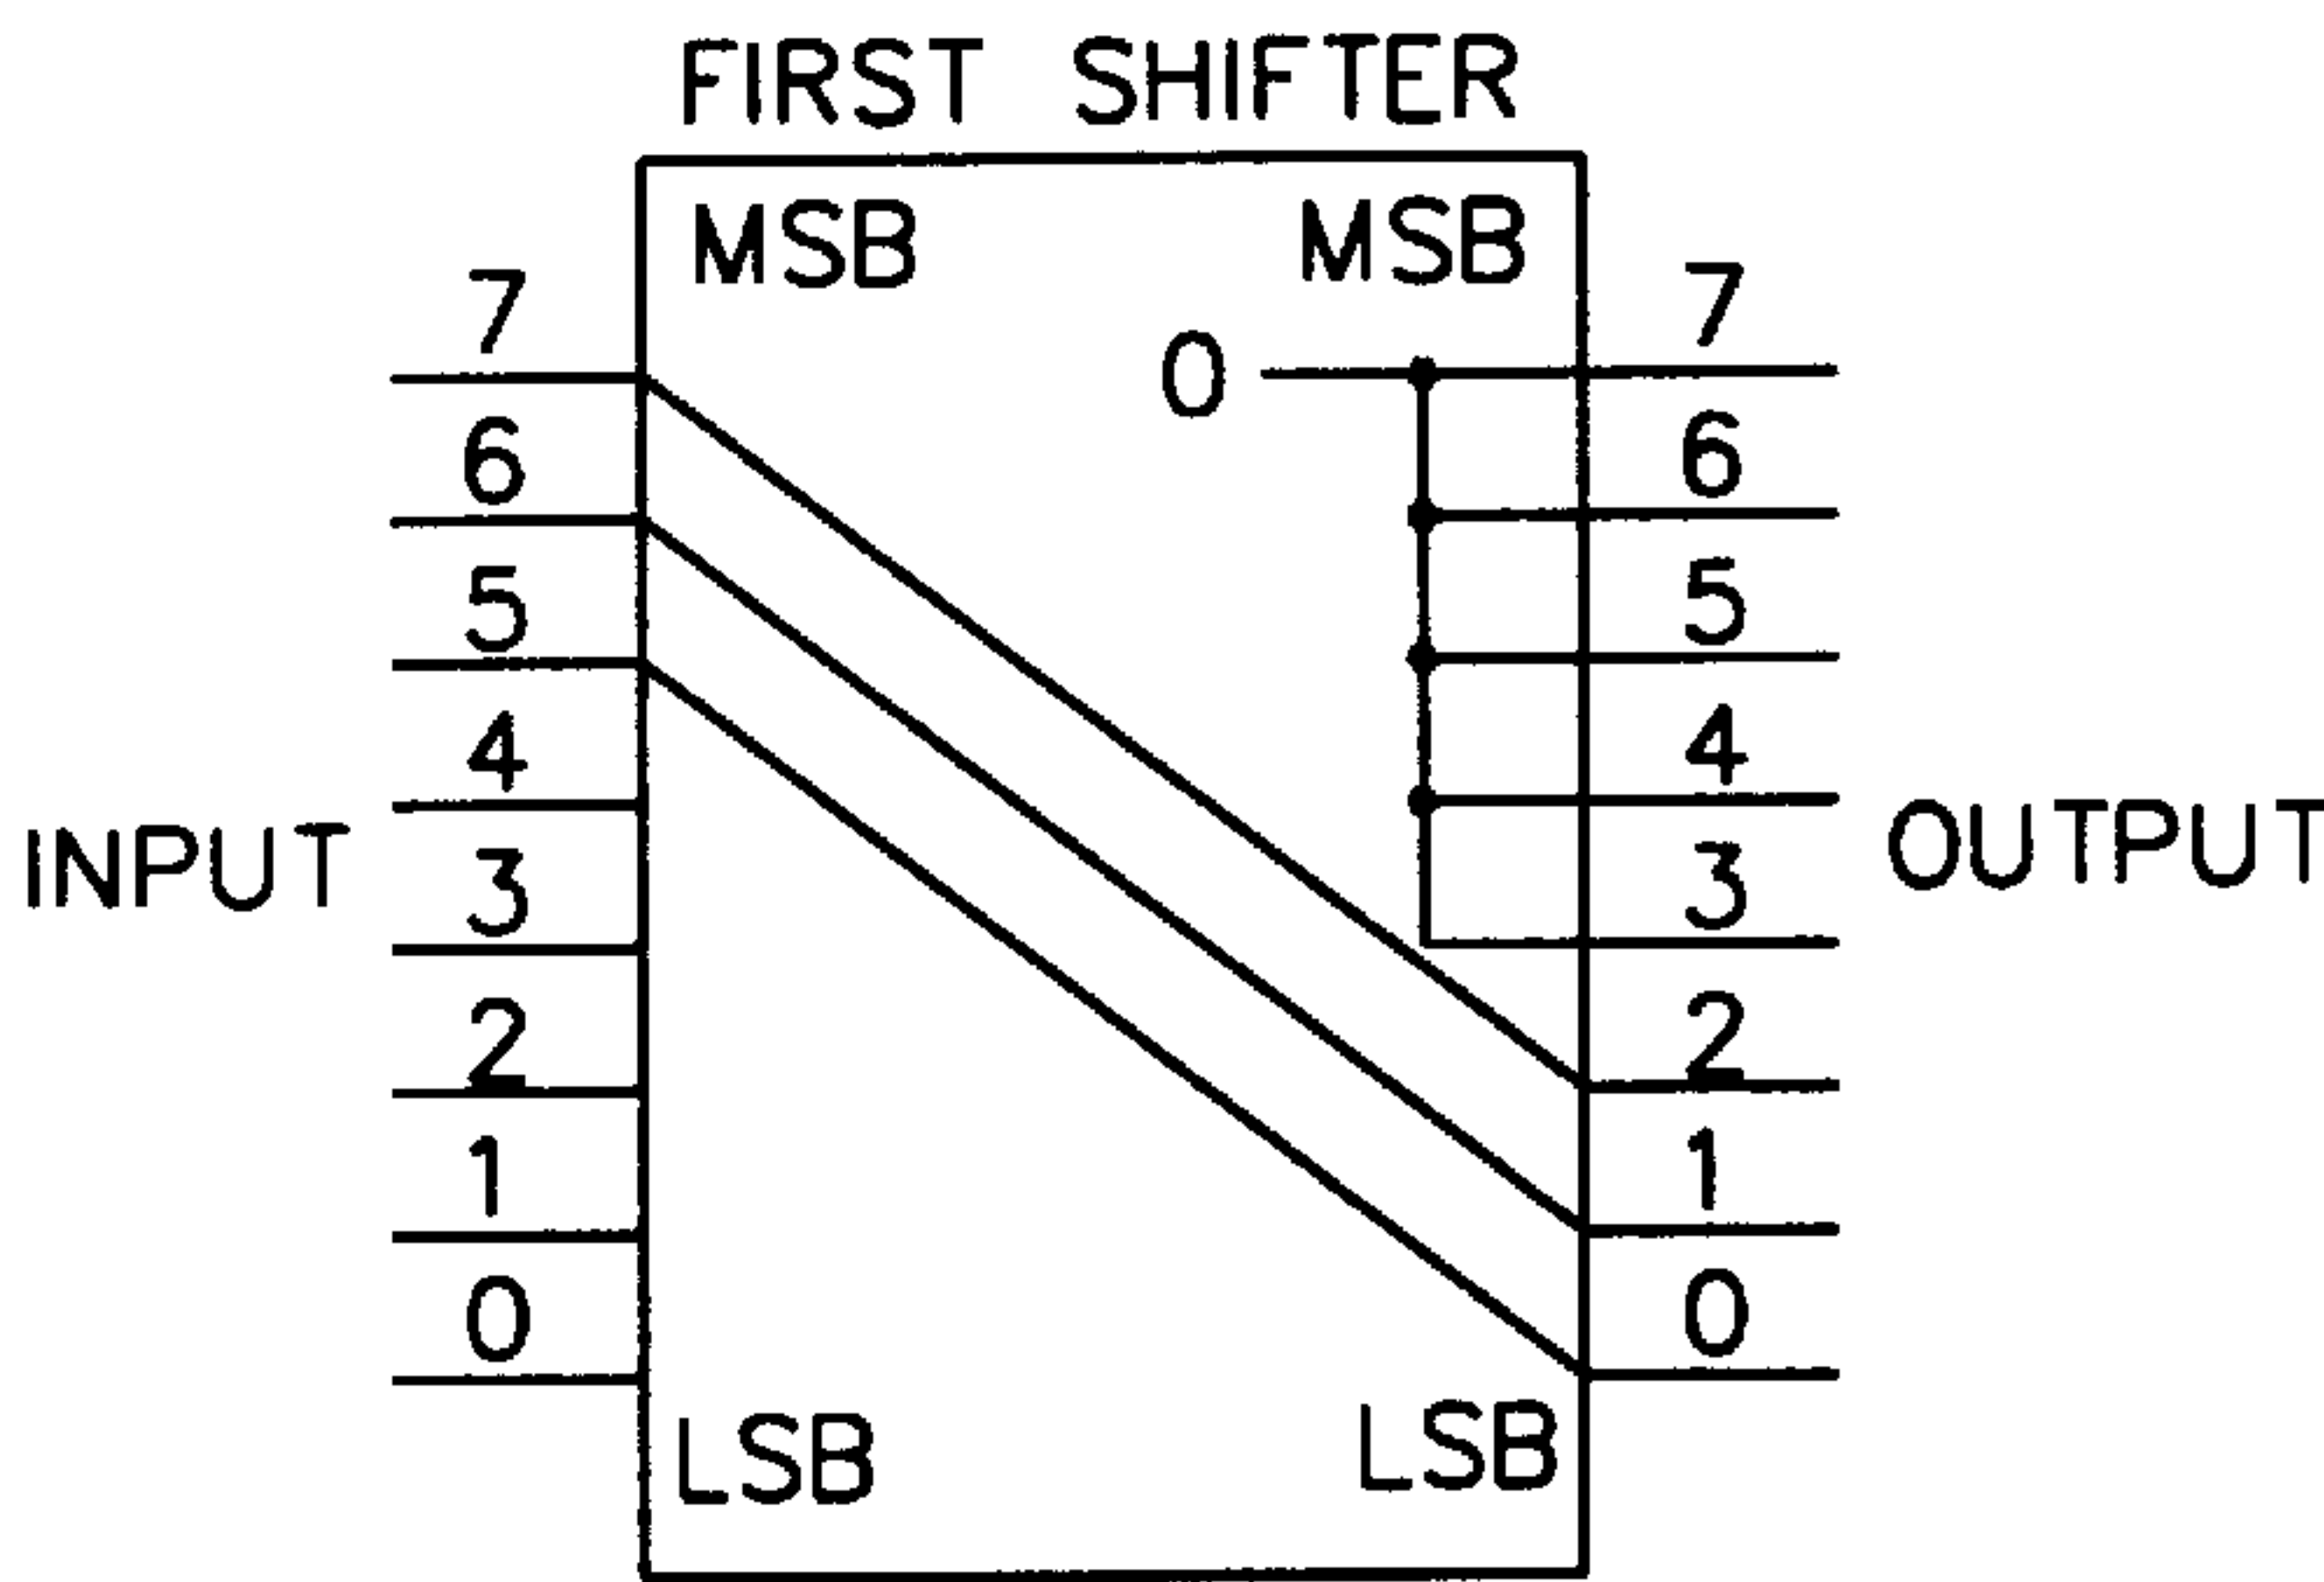 FIRST SHIFTER
MSB MSB
7 7
0
6 6
5 5
4 4
INPUT OUTPUT
3 3
2 2
1 1
0 0
LSB LSB